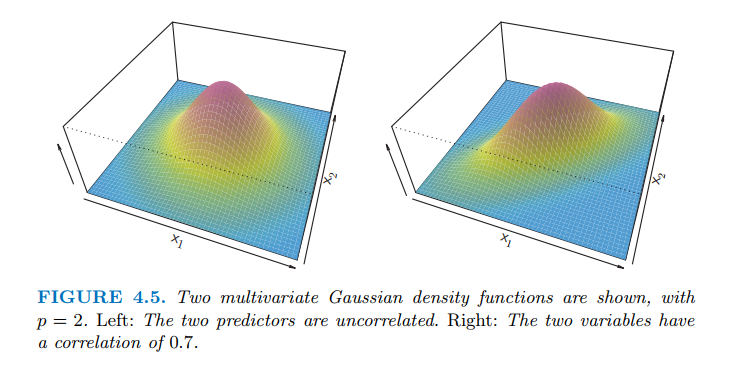 x₂
x₁
x₂
x₁
FIGURE 4.5. Two multivariate Gaussian density functions are shown, with
p = 2. Left: The two predictors are uncorrelated. Right: The two variables have
a correlation of 0.7.